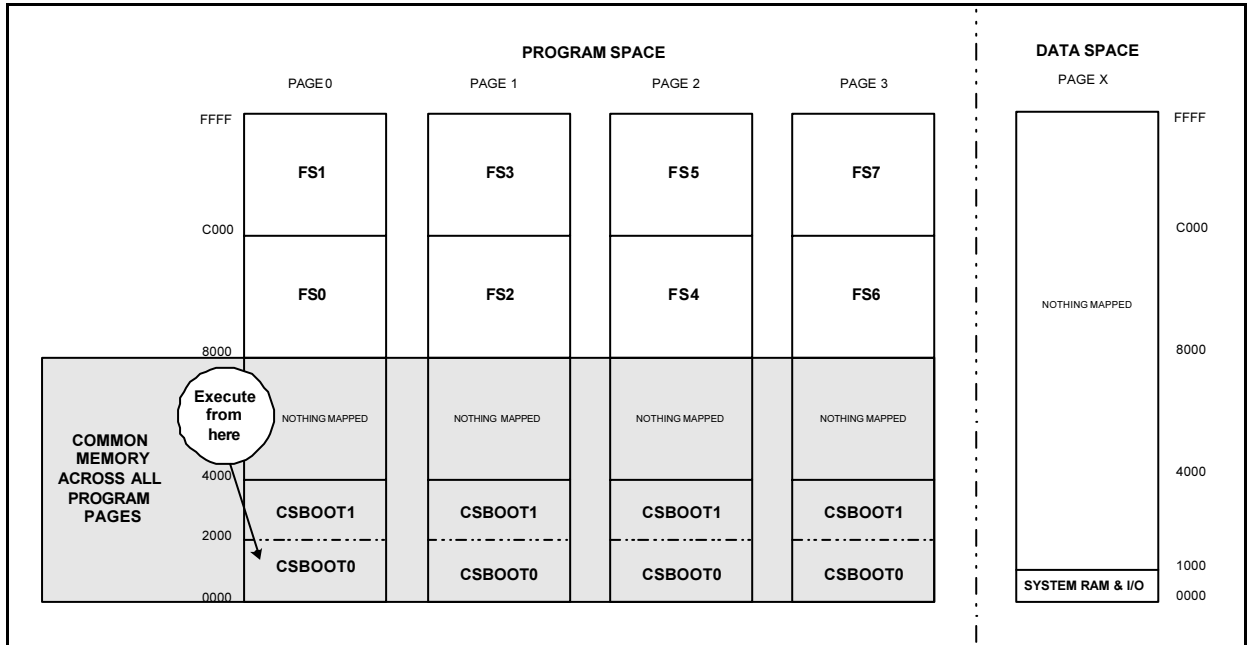 PROGRAM SPACE
DATA SPACE
PAGE 0
PAGE 1
PAGE 2
PAGE 3
PAGE X
FFFF
FFFF
FS1
FS3
FS5
FS7
C000
C000
FS0
FS2
FS4
FS6
NOTHING MAPPED
8000
8000
Execute
from
here
NOTHING MAPPED
NOTHING MAPPED
NOTHING MAPPED
NOTHING MAPPED
COMMON
MEMORY
ACROSS ALL
PROGRAM
PAGES
4000
4000
CSBOOT1
CSBOOT1
CSBOOT1
CSBOOT1
2000
CSBOOT0
CSBOOT0
CSBOOT0
CSBOOT0
1000
SYSTEM RAM & I/O
0000
0000